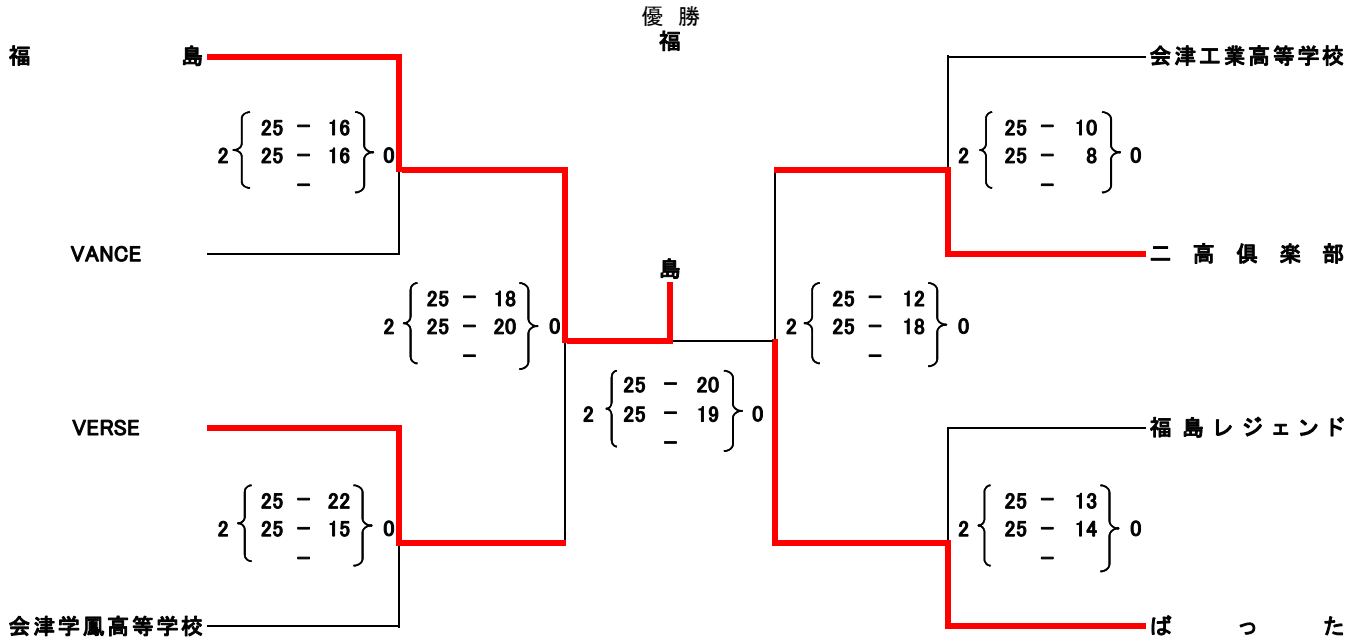 優 勝
福
島
福 島
25 - 16
2 25 - 16 0
-
VANCE
25 - 18
2 25 - 20 0
-
VERSE
25 - 22
2 25 - 15 0
-
会津学鳳高等学校
25 - 20
2 25 - 19 0
-
会津工業高等学校
25 - 10
2 25 - 8 0
-
二 高 倶 楽 部
25 - 12
2 25 - 18 0
-
福 島 レ ジ ェ ン ド
25 - 13
2 25 - 14 0
-
ば っ た